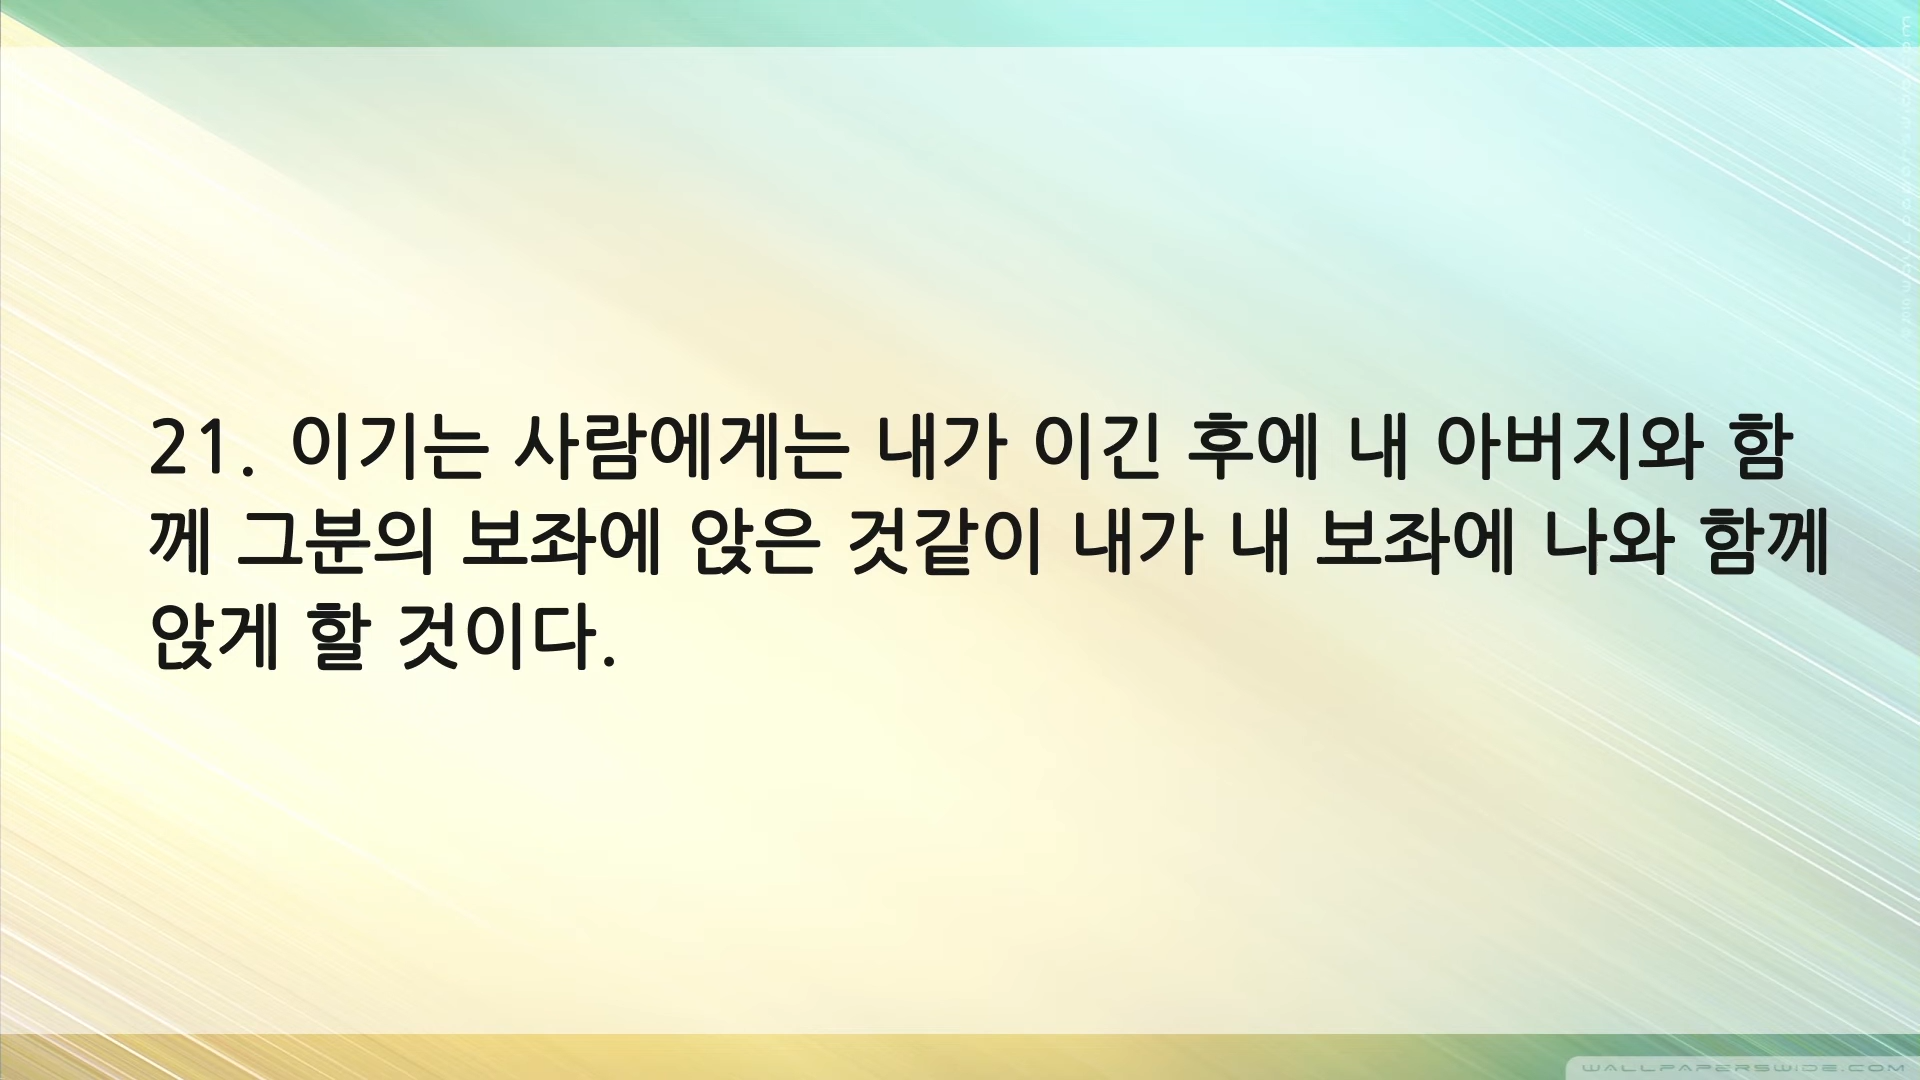 21. 이기는 사람에게는 내가 이긴 후에 내 아버지와 함
께 그분의 보좌에 앉은 것같이 내가 내 보좌에 나와 함께
앉게 할 것이다.
WALLPAPERSWIDE.COM